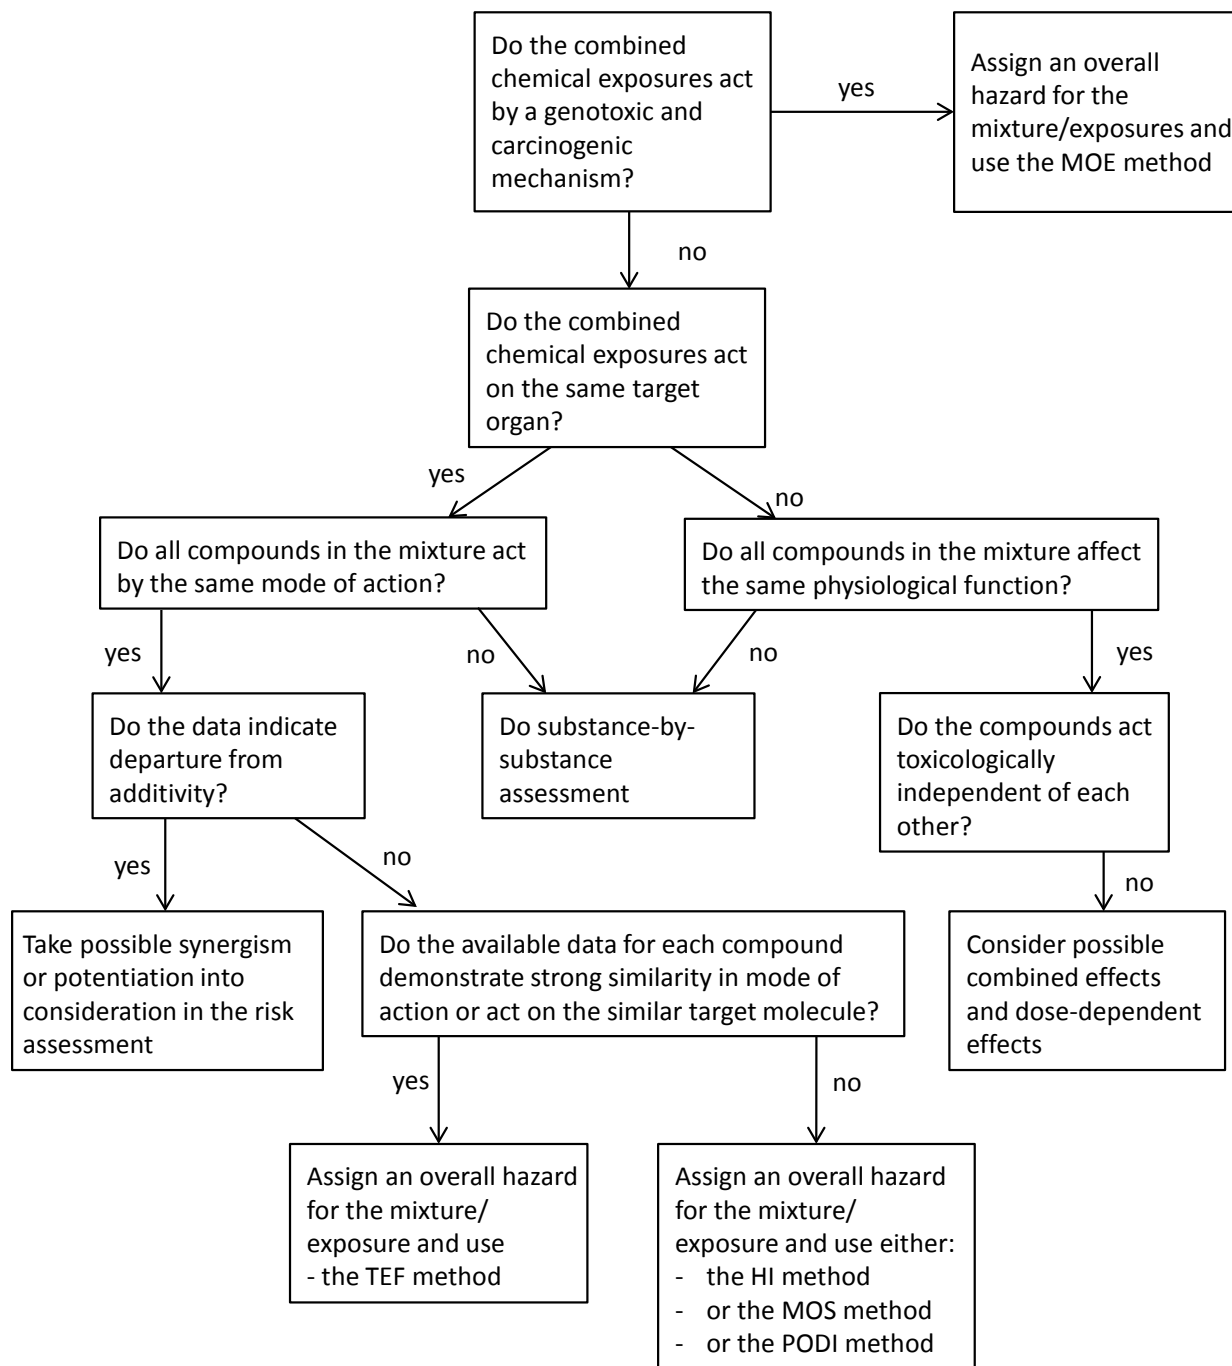 Do the combined
chemical exposures act
by a genotoxic and
carcinogenic
mechanism?
yes
Assign an overall
hazard for the
mixture/exposures and
use the MOE method
no
Do the combined
chemical exposures act
on the same target
organ?
yes
no
Do all compounds in the mixture act
by the same mode of action?
Do all compounds in the mixture affect
the same physiological function?
yes
no
no
yes
Do the data indicate
departure from
additivity?
Do substance-by-
substance
assessment
Do the compounds act
toxicologically
independent of each
other?
yes
no
no
Take possible synergism
or potentiation into
consideration in the risk
assessment
Do the available data for each compound
demonstrate strong similarity in mode of
action or act on the similar target molecule?
Consider possible
combined effects
and dose-dependent
effects
yes
no
Assign an overall hazard
for the mixture/
exposure and use
- the TEF method
Assign an overall hazard
for the mixture/
exposure and use either:
- the HI method
- or the MOS method
- or the PODI method